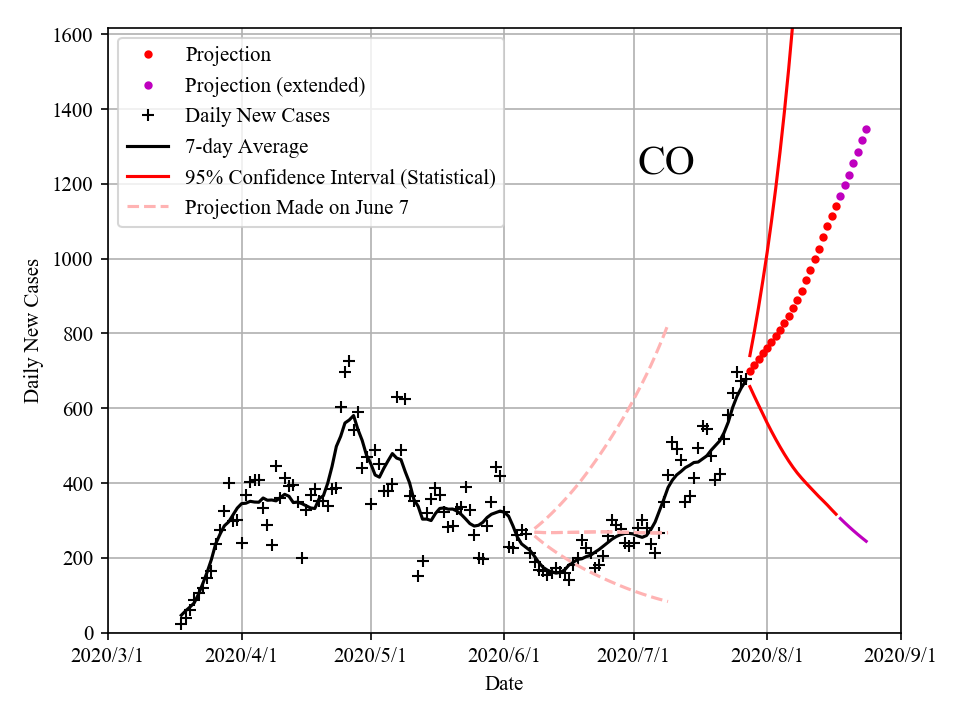 1600
1400
1200
1000
800
600
400
200
0
Daily New Cases
Projection
Projection (extended)
Daily New Cases
7-day Average
95% Confidence Interval (Statistical)
Projection Made on June 7
CO
2020/3/1 2020/4/1 2020/5/1 2020/6/1 2020/7/1 2020/8/1 2020/9/1
Date